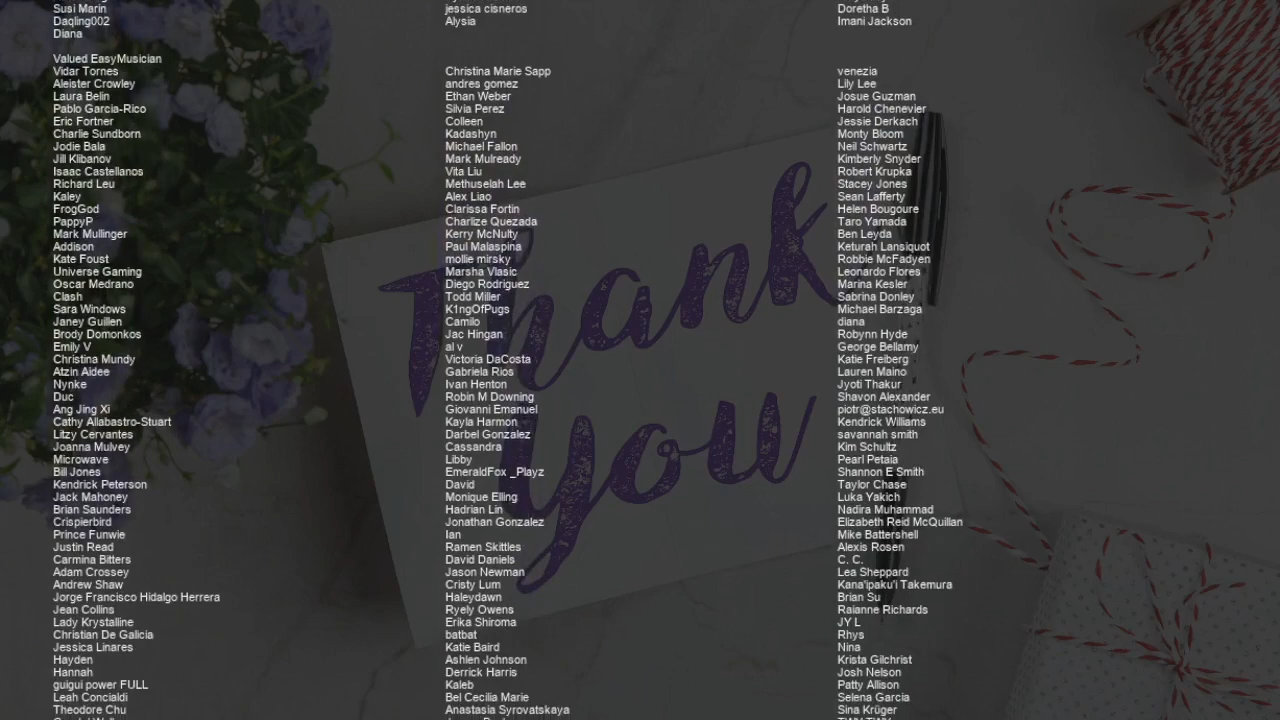 Susi Marin
Daqling002
Diana
Valued EasyMusician
Vidar Tornes
Aleister Crowley
Laura Belin
Pablo Garcia-Rico
Eric Fortner
Charlie Sundborn
Jodie Bala
Jill Klibanov
Isaac Castellanos
Richard Leu
Kaley
FrogGod
PappyP
Mark Mullinger
Addison
Kate Foust
Universe Gaming
Oscar Medrano
Clash
Sara Windows
Janey Guillen
Brody Domonkos
Emily V
Christina Mundy
Atzin Aidee
Nynke
Duc
Ang Jing Xi
Cathy Allabastro-Stuart
Litzy Cervantes
Joanna Mulvey
Microwave
Bill Jones
Kendrick Peterson
Jack Mahoney
Brian Saunders
Crispierbird
Prince Funwie
Justin Read
Carmina Bitters
Adam Crossey
Andrew Shaw
Jorge Francisco Hidalgo Herrera
Jean Collins
Lady Krystalline
Christian De Galicia
Jessica Linares
Hayden
Hannah
guigui power FULL
Leah Concialdi
Theodore Chu
jessica cisneros
Alysia
Christina Marie Sapp
andres gomez
Ethan Weber
Silvia Perez
Colleen
Kadashyn
Michael Fallon
Mark Mulready
Vita Liu
Methuselah Lee
Alex Liao
Clarissa Fortin
Charlize Quezada
Kerry McNulty
Paul Malaspina
mollie mirsky
Marsha Vlasic
Diego Rodriguez
Todd Miller
K1ngOfPugs
Camilo
Jac Hingan
al v
Victoria DaCosta
Gabriela Rios
Ivan Henton
Robin M Downing
Giovanni Emanuel
Kayla Harmon
Darbel Gonzalez
Cassandra
Libby
EmeraldFox _Playz
David
Monique Elling
Hadrian Lin
Jonathan Gonzalez
Ian
Ramen Skittles
David Daniels
Jason Newman
Cristy Lum
Haleydawn
Ryely Owens
Erika Shiroma
batbat
Katie Baird
Ashlen Johnson
Derrick Harris
Kaleb
Bel Cecilia Marie
Anastasia Syrovatskaya
Doretha B
Imani Jackson
venezia
Lily Lee
Josue Guzman
Harold Chenevier
Jessie Derkach
Monty Bloom
Neil Schwartz
Kimberly Snyder
Robert Krupka
Stacey Jones
Sean Lafferty
Helen Bougoure
Taro Yamada
Ben Leyda
Keturah Lansiquot
Robbie McFadyen
Leonardo Flores
Marina Kesler
Sabrina Donley
Michael Barzaga
diana
Robynn Hyde
George Bellamy
Katie Freiberg
Lauren Maino
Jyoti Thakur
Shavon Alexander
piotr@stachowicz.eu
Kendrick Williams
savannah smith
Kim Schultz
Pearl Petaia
Shannon E Smith
Taylor Chase
Luka Yakich
Nadira Muhammad
Elizabeth Reid McQuillan
Mike Battershell
Alexis Rosen
C. C.
Lea Sheppard
Kana'ipaku'i Takemura
Brian Su
Raianne Richards
JY L
Rhys
Nina
Krista Gilchrist
Josh Nelson
Patty Allison
Selena Garcia
Sina Krüger
Thank
you